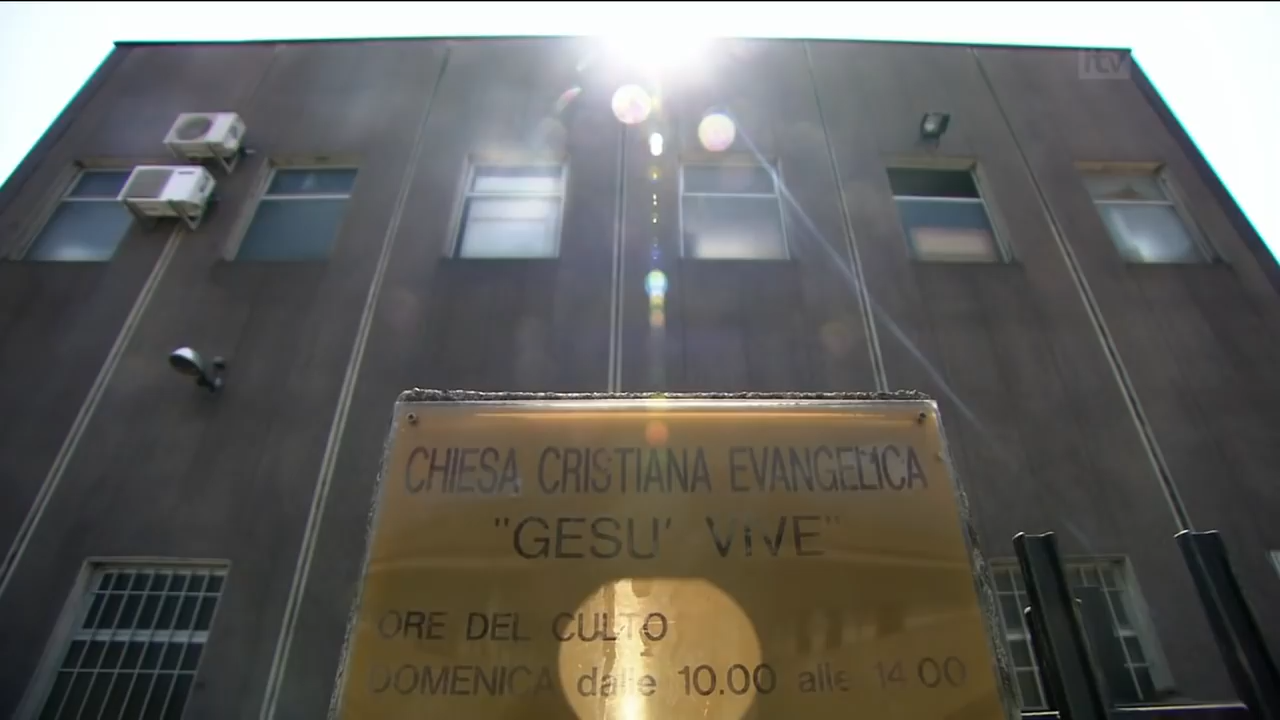 itv
CHIESA CRISTIANA EVANGELICA
"GESU' VIVE"
ORE DEL CULTO
DOMENICA dalle 10.00 alle 14.00